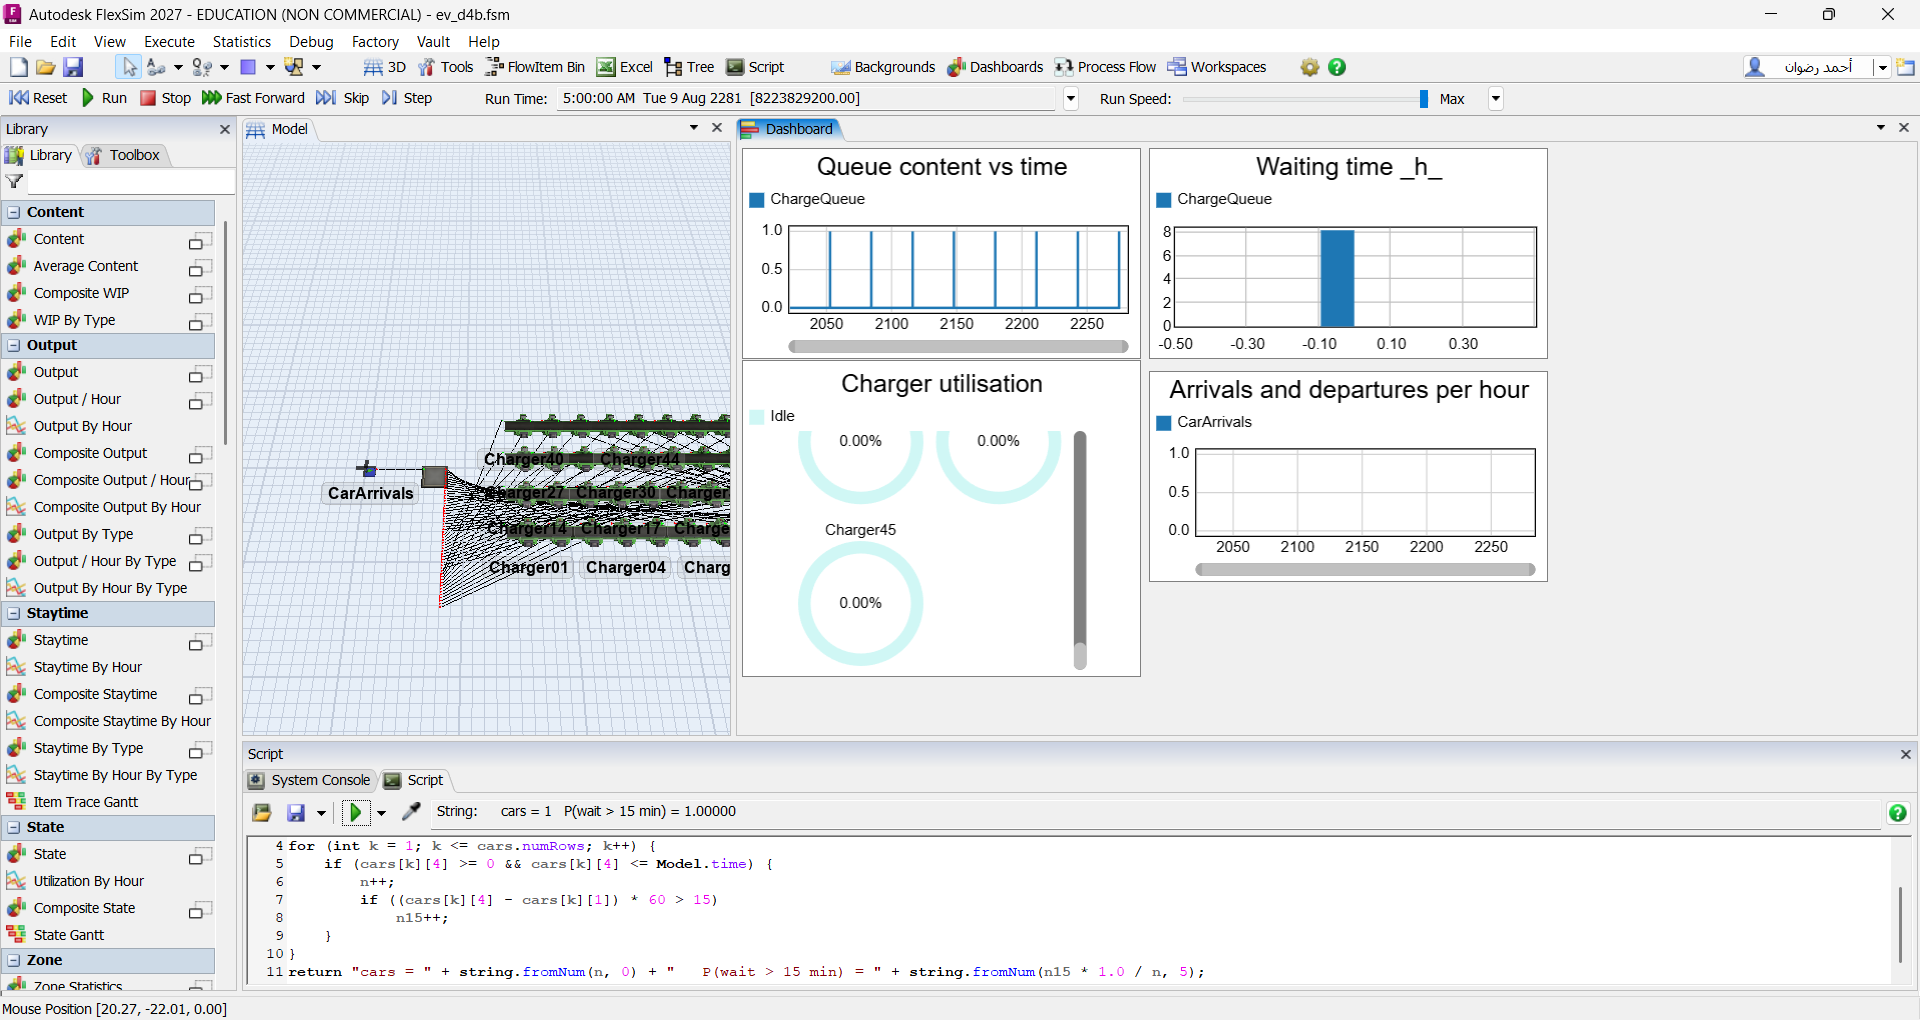 Autodesk FlexSim 2027 - EDUCATION (NON COMMERCIAL) - ev_d4b.fsm
File Edit View Execute Statistics Debug Factory Vault Help
3D Tools FlowItem Bin Excel Tree Script Backgrounds Dashboards Process Flow Workspaces أحمد رضوان
Reset Run Stop Fast Forward Skip Step Run Time: 5:00:00 AM Tue 9 Aug 2281 [8223829200.00] Run Speed: Max
Library
Library Toolbox
Content
Content
Average Content
Composite WIP
WIP By Type
Output
Output
Output / Hour
Output By Hour
Composite Output
Composite Output / Hour
Composite Output By Hour
Output By Type
Output / Hour By Type
Output By Hour By Type
Staytime
Staytime
Staytime By Hour
Composite Staytime
Composite Staytime By Hour
Staytime By Type
Staytime By Hour By Type
Item Trace Gantt
State
State
Utilization By Hour
Composite State
State Gantt
Zone
Zone Statistics
Model
CarArrivals
Charger40 Charger44
Charger27 Charger30 Charger
Charger14 Charger17 Charge
Charger01 Charger04 Charg
Dashboard
Queue content vs time
ChargeQueue
1.0
0.5
0.0
2050 2100 2150 2200 2250
Waiting time _h_
ChargeQueue
8
6
4
2
0
-0.50 -0.30 -0.10 0.10 0.30
Charger utilisation
Idle
0.00% 0.00%
Charger45
0.00%
Arrivals and departures per hour
CarArrivals
1.0
0.5
0.0
2050 2100 2150 2200 2250
Script
System Console Script
String: cars = 1 P(wait > 15 min) = 1.00000
4 for (int k = 1; k <= cars.numRows; k++) {
5 if (cars[k][4] >= 0 && cars[k][4] <= Model.time) {
6 n++;
7 if ((cars[k][4] - cars[k][1]) * 60 > 15)
8 n15++;
9 }
10 }
11 return "cars = " + string.fromNum(n, 0) + " P(wait > 15 min) = " + string.fromNum(n15 * 1.0 / n, 5);
Mouse Position [20.27, -22.01, 0.00]